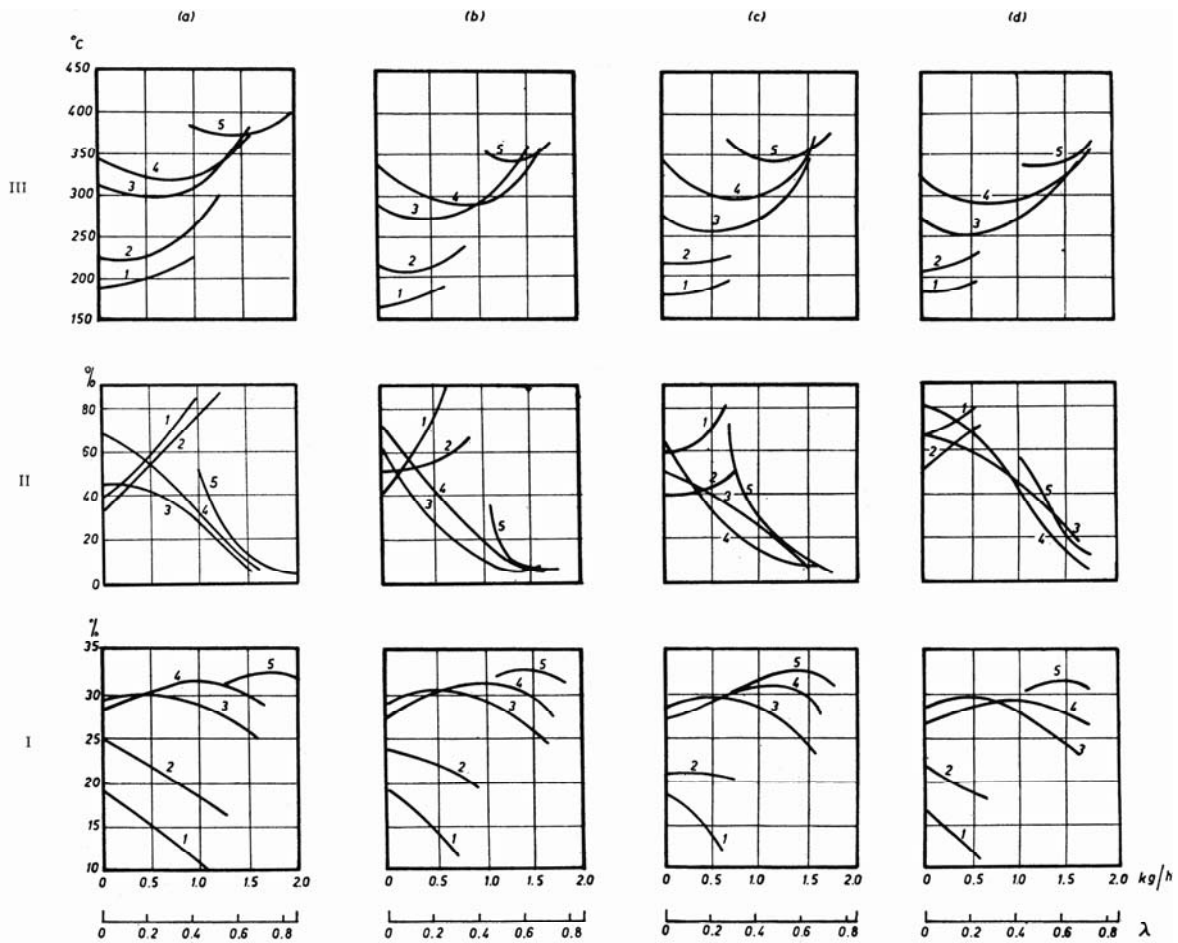 (a) (b) (c) (d)
°C
450
400
350
III 300
250
200
150
5 4 3 2 1
5 4 3 2 1
5 4 3 2 1
5 4 3 2 1
%
80
60
II 40
20
0
1 2 5 4 3
1 2 4 3 5
1 2 3 5 4
1 2 5 3 4
%
35
30
25
I
20
15
10
4 5 3 2 1
5 4 3 2 1
5 4 3 2 1
5 4 3 2 1
0 0.5 1.0 1.5 2.0
0 0.5 1.0 1.5 2.0
0 0.5 1.0 1.5 2.0
0 0.5 1.0 1.5 2.0 kg/h
0 0.2 0.4 0.6 0.8
0 0.2 0.4 0.6 0.8
0 0.2 0.4 0.6 0.8
0 0.2 0.4 0.6 0.8 λ